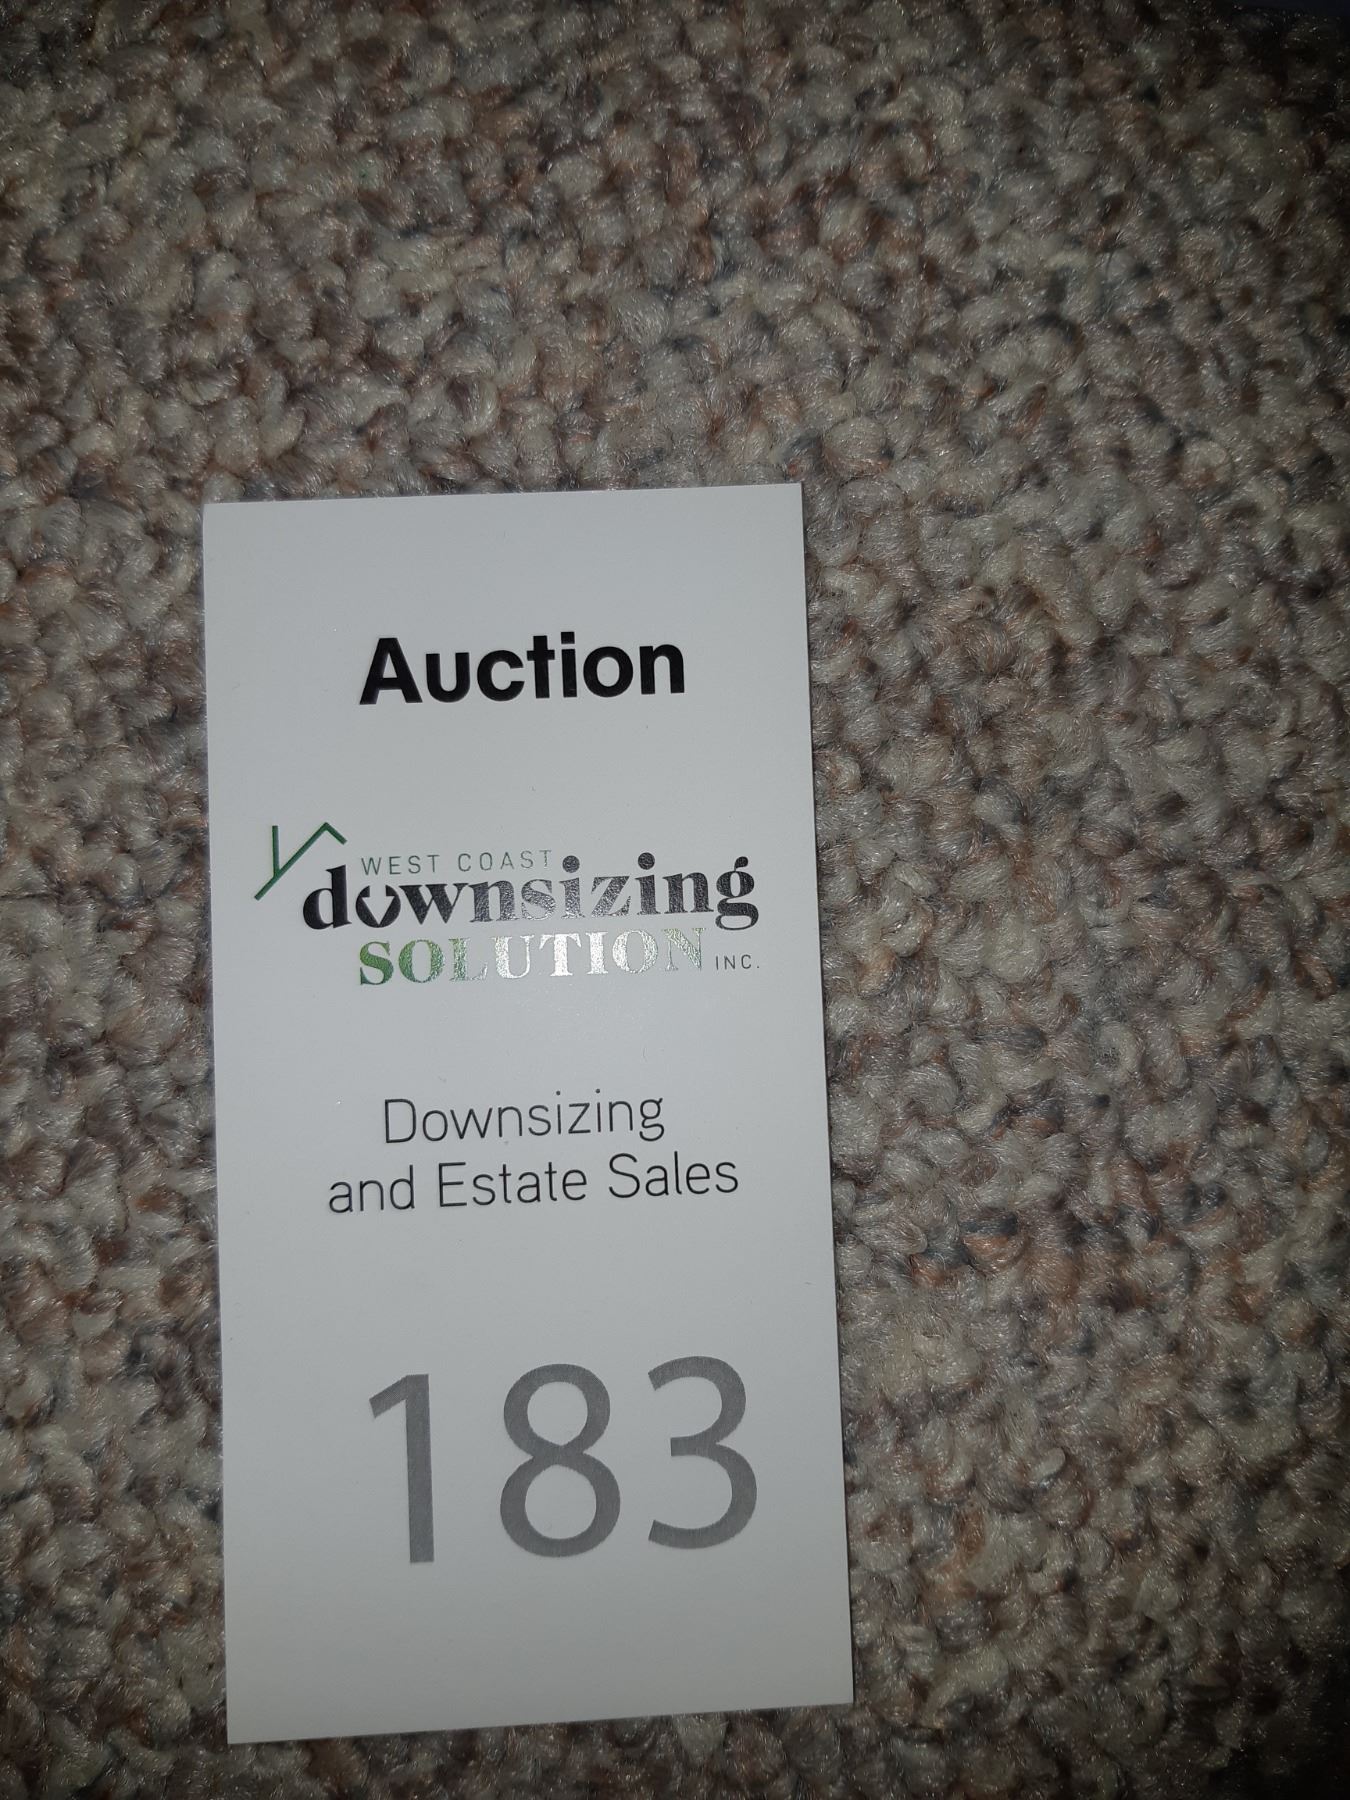 Auction
WEST COAST
downsizing
SOLUTION INC.
Downsizing
and Estate Sales
183